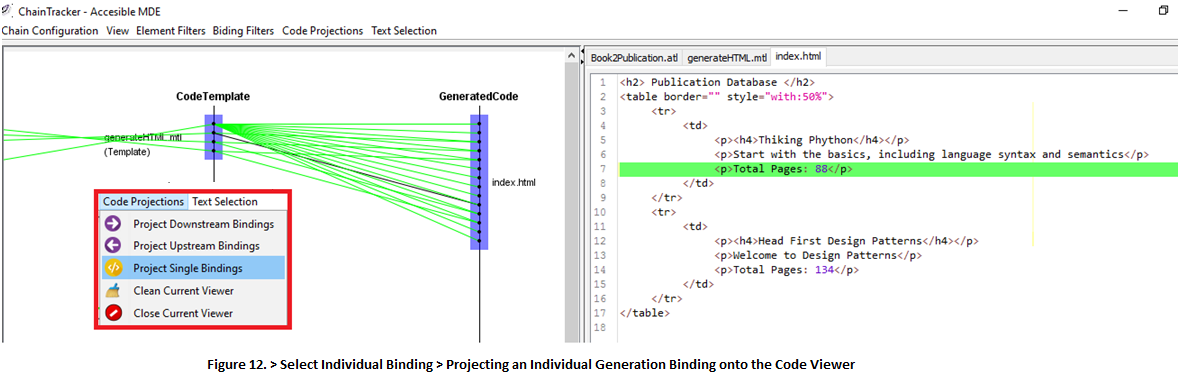 ChainTracker - Accesible MDE
Chain Configuration View Element Filters Biding Filters Code Projections Text Selection
CodeTemplate
GeneratedCode
generateHTML.mtl
(Template)
index.html
Code Projections Text Selection
Project Downstream Bindings
Project Upstream Bindings
Project Single Bindings
Clean Current Viewer
Close Current Viewer
Book2Publication.atl generateHTML.mtl index.html
1 <h2> Publication Database </h2>
2 <table border="" style="with:50%">
3 <tr>
4 <td>
5 <p><h4>Thiking Phython</h4></p>
6 <p>Start with the basics, including language syntax and semantics</p>
7 <p>Total Pages: 88</p>
8 </td>
9 </tr>
10 <tr>
11 <td>
12 <p><h4>Head First Design Patterns</h4></p>
13 <p>Welcome to Design Patterns</p>
14 <p>Total Pages: 134</p>
15 </td>
16 </tr>
17 </table>
18
Figure 12. > Select Individual Binding > Projecting an Individual Generation Binding onto the Code Viewer